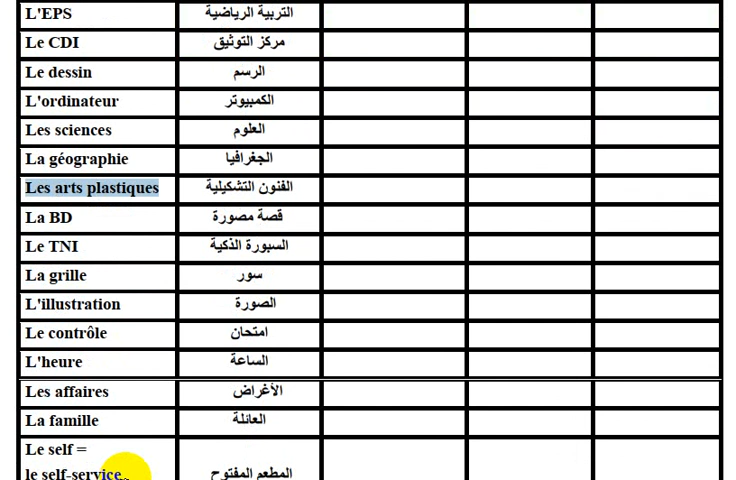 L'EPS التربية الرياضية
Le CDI مركز التوثيق
Le dessin الرسم
L'ordinateur الكمبيوتر
Les sciences العلوم
La géographie الجغرافيا
Les arts plastiques الفنون التشكيلية
La BD قصة مصورة
Le TNI السبورة الذكية
La grille سور
L'illustration الصورة
Le contrôle امتحان
L'heure الساعة
Les affaires الأغراض
La famille العائلة
Le self =
le self-service المطعم المفتوح